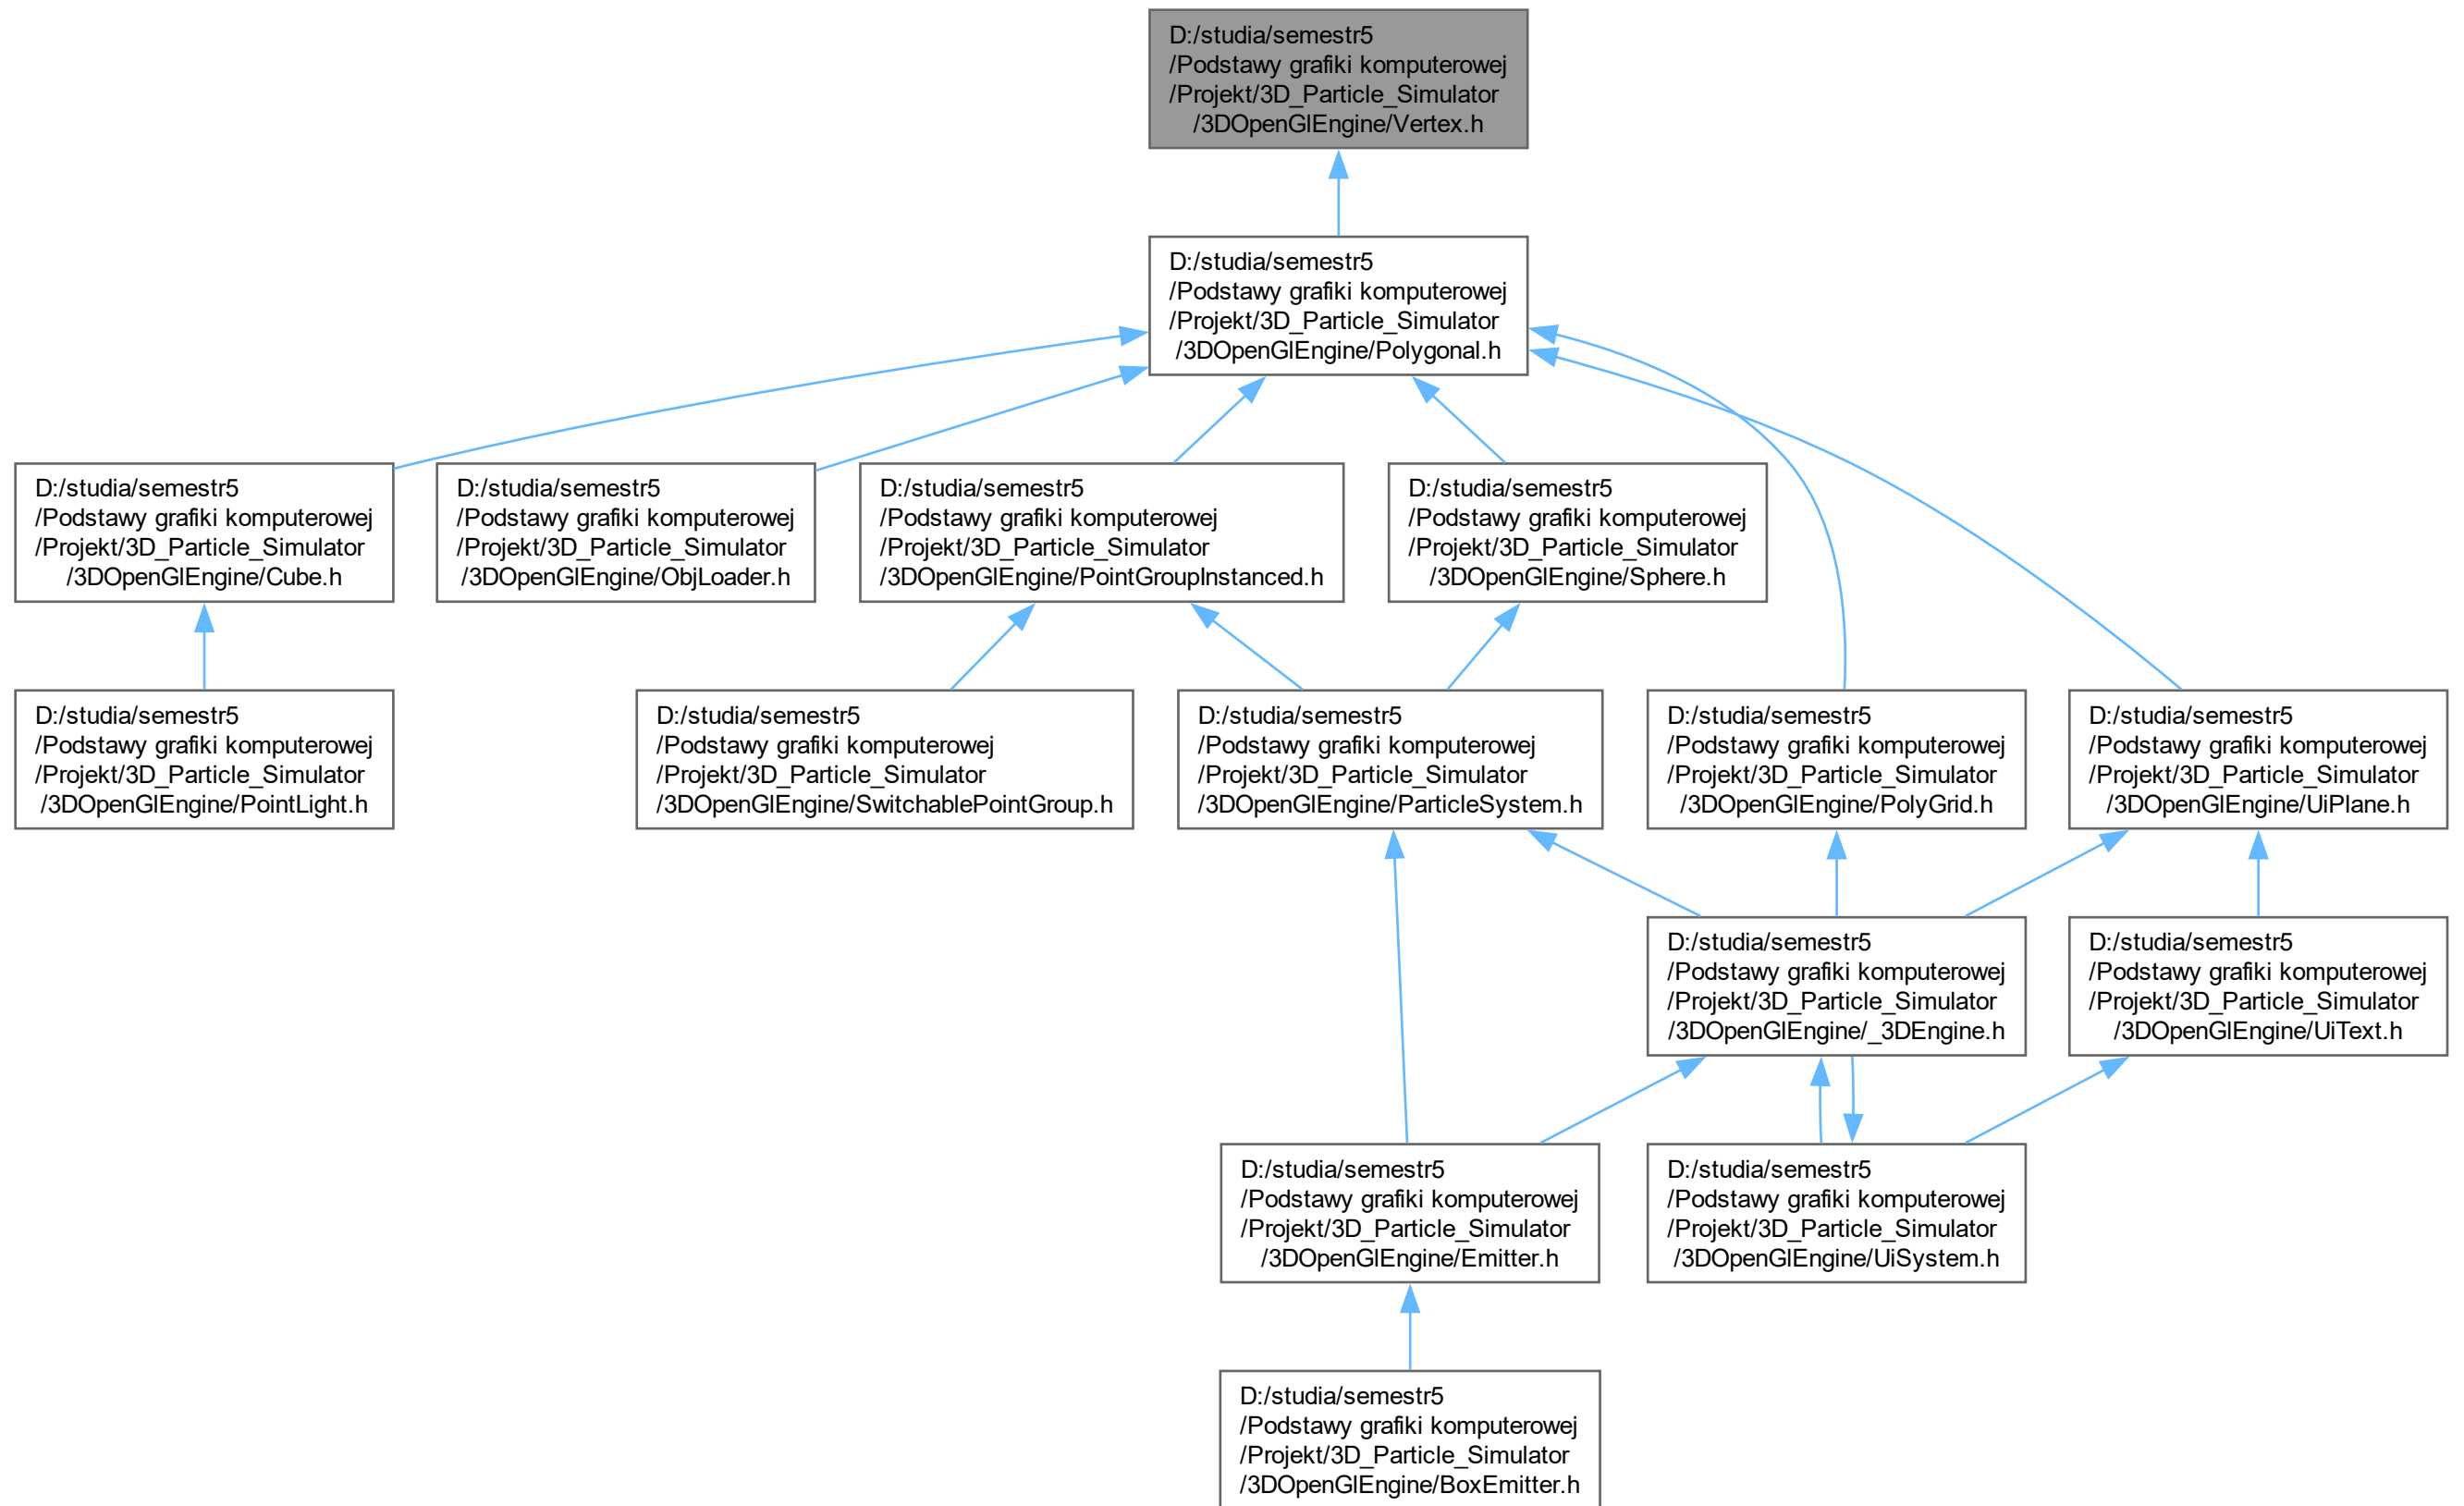 D:/studia/semestr5
/Podstawy grafiki komputerowej
/Projekt/3D_Particle_Simulator
/3DOpenGlEngine/Vertex.h
D:/studia/semestr5
/Podstawy grafiki komputerowej
/Projekt/3D_Particle_Simulator
/3DOpenGlEngine/Polygonal.h
D:/studia/semestr5
/Podstawy grafiki komputerowej
/Projekt/3D_Particle_Simulator
/3DOpenGlEngine/Cube.h
D:/studia/semestr5
/Podstawy grafiki komputerowej
/Projekt/3D_Particle_Simulator
/3DOpenGlEngine/ObjLoader.h
D:/studia/semestr5
/Podstawy grafiki komputerowej
/Projekt/3D_Particle_Simulator
/3DOpenGlEngine/PointGroupInstanced.h
D:/studia/semestr5
/Podstawy grafiki komputerowej
/Projekt/3D_Particle_Simulator
/3DOpenGlEngine/Sphere.h
D:/studia/semestr5
/Podstawy grafiki komputerowej
/Projekt/3D_Particle_Simulator
/3DOpenGlEngine/PointLight.h
D:/studia/semestr5
/Podstawy grafiki komputerowej
/Projekt/3D_Particle_Simulator
/3DOpenGlEngine/SwitchablePointGroup.h
D:/studia/semestr5
/Podstawy grafiki komputerowej
/Projekt/3D_Particle_Simulator
/3DOpenGlEngine/ParticleSystem.h
D:/studia/semestr5
/Podstawy grafiki komputerowej
/Projekt/3D_Particle_Simulator
/3DOpenGlEngine/PolyGrid.h
D:/studia/semestr5
/Podstawy grafiki komputerowej
/Projekt/3D_Particle_Simulator
/3DOpenGlEngine/UiPlane.h
D:/studia/semestr5
/Podstawy grafiki komputerowej
/Projekt/3D_Particle_Simulator
/3DOpenGlEngine/_3DEngine.h
D:/studia/semestr5
/Podstawy grafiki komputerowej
/Projekt/3D_Particle_Simulator
/3DOpenGlEngine/UiText.h
D:/studia/semestr5
/Podstawy grafiki komputerowej
/Projekt/3D_Particle_Simulator
/3DOpenGlEngine/Emitter.h
D:/studia/semestr5
/Podstawy grafiki komputerowej
/Projekt/3D_Particle_Simulator
/3DOpenGlEngine/UiSystem.h
D:/studia/semestr5
/Podstawy grafiki komputerowej
/Projekt/3D_Particle_Simulator
/3DOpenGlEngine/BoxEmitter.h